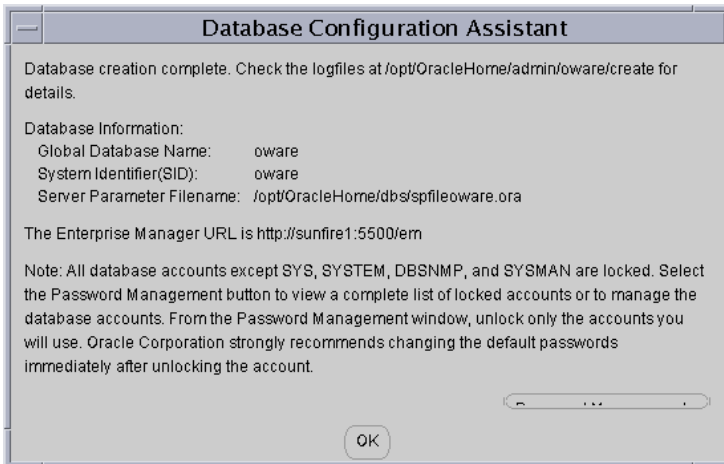 Database Configuration Assistant
Database creation complete. Check the logfiles at /opt/OracleHome/admin/oware/create for
details.
Database Information:
Global Database Name: oware
System Identifier(SID): oware
Server Parameter Filename: /opt/OracleHome/dbs/spfileoware.ora
The Enterprise Manager URL is http://sunfire1:5500/em
Note: All database accounts except SYS, SYSTEM, DBSNMP, and SYSMAN are locked. Select
the Password Management button to view a complete list of locked accounts or to manage the
database accounts. From the Password Management window, unlock only the accounts you
will use. Oracle Corporation strongly recommends changing the default passwords
immediately after unlocking the account.
OK